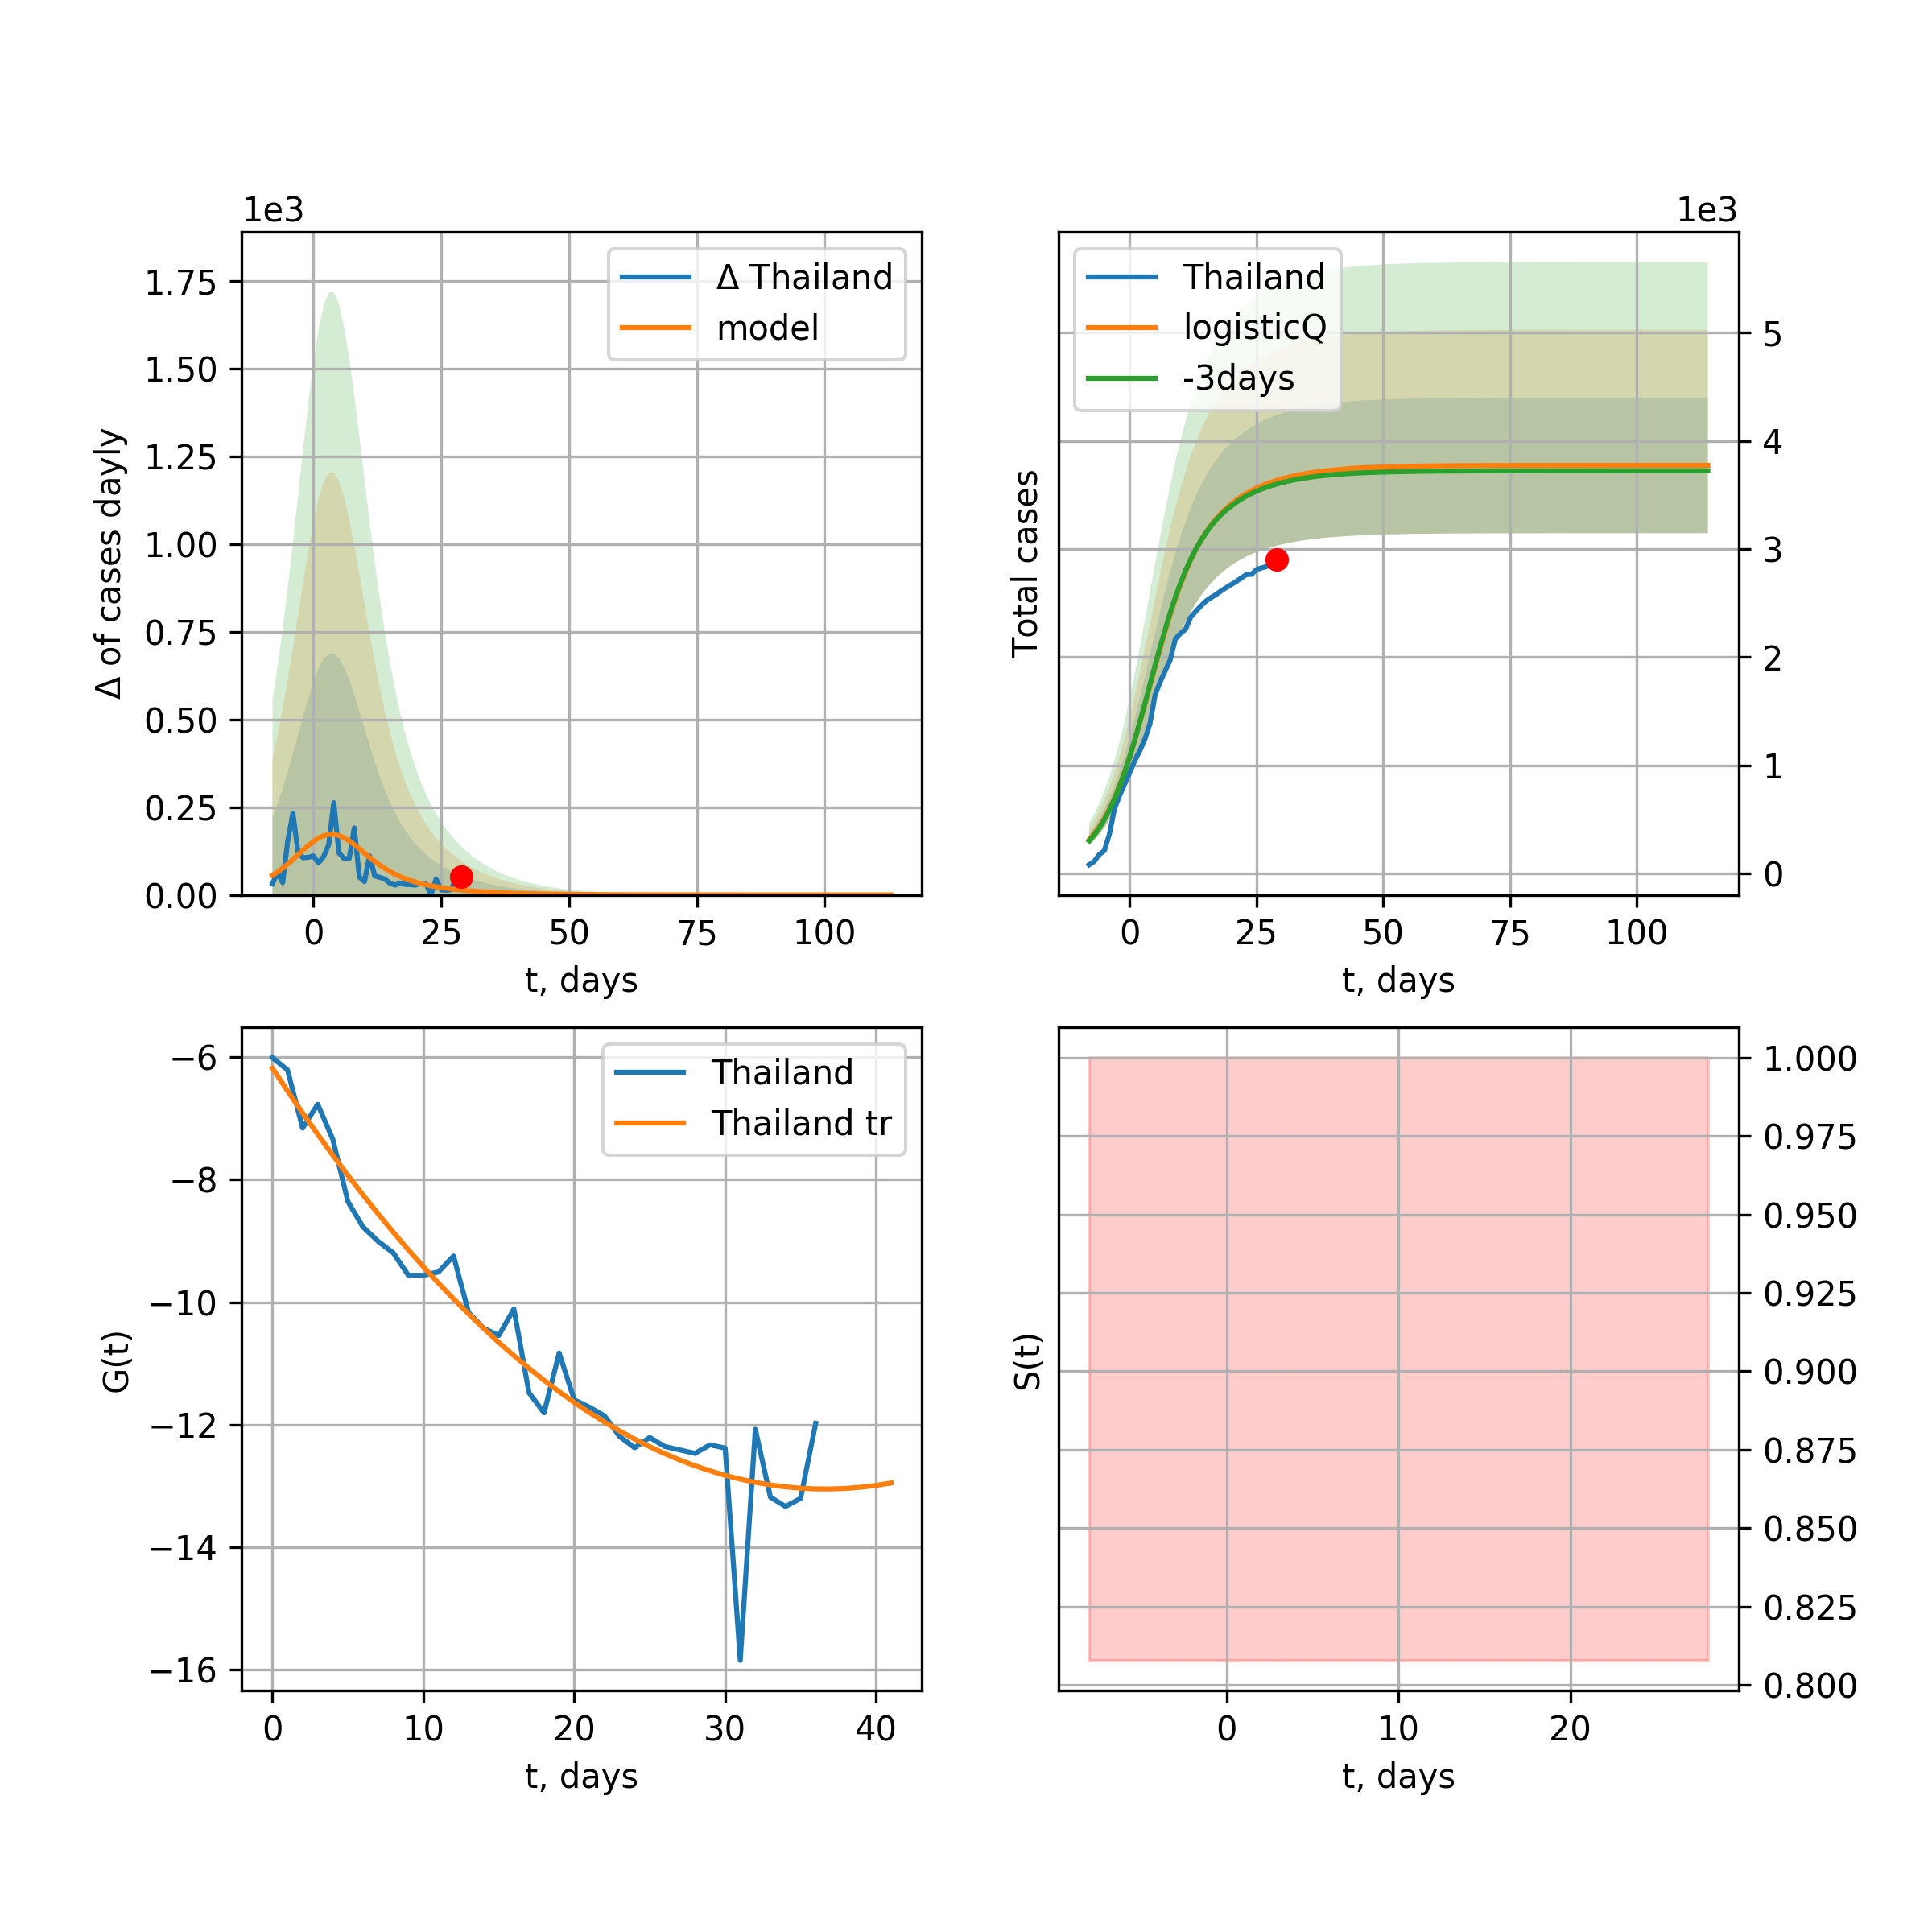 1e3
Δ of cases dayly
1.75
1.50
1.25
1.00
0.75
0.50
0.25
0.00
Δ Thailand
model
0 25 50 75 100
t, days
1e3
Total cases
Thailand
logisticQ
-3days
5
4
3
2
1
0
0 25 50 75 100
t, days
G(t)
−6
−8
−10
−12
−14
−16
Thailand
Thailand tr
0 10 20 30 40
t, days
S(t)
1.000
0.975
0.950
0.925
0.900
0.875
0.850
0.825
0.800
0 10 20
t, days